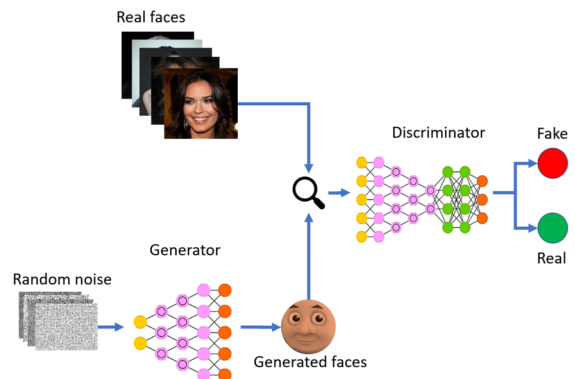 Real faces
Discriminator
Fake
Generator
Real
Random noise
Generated faces